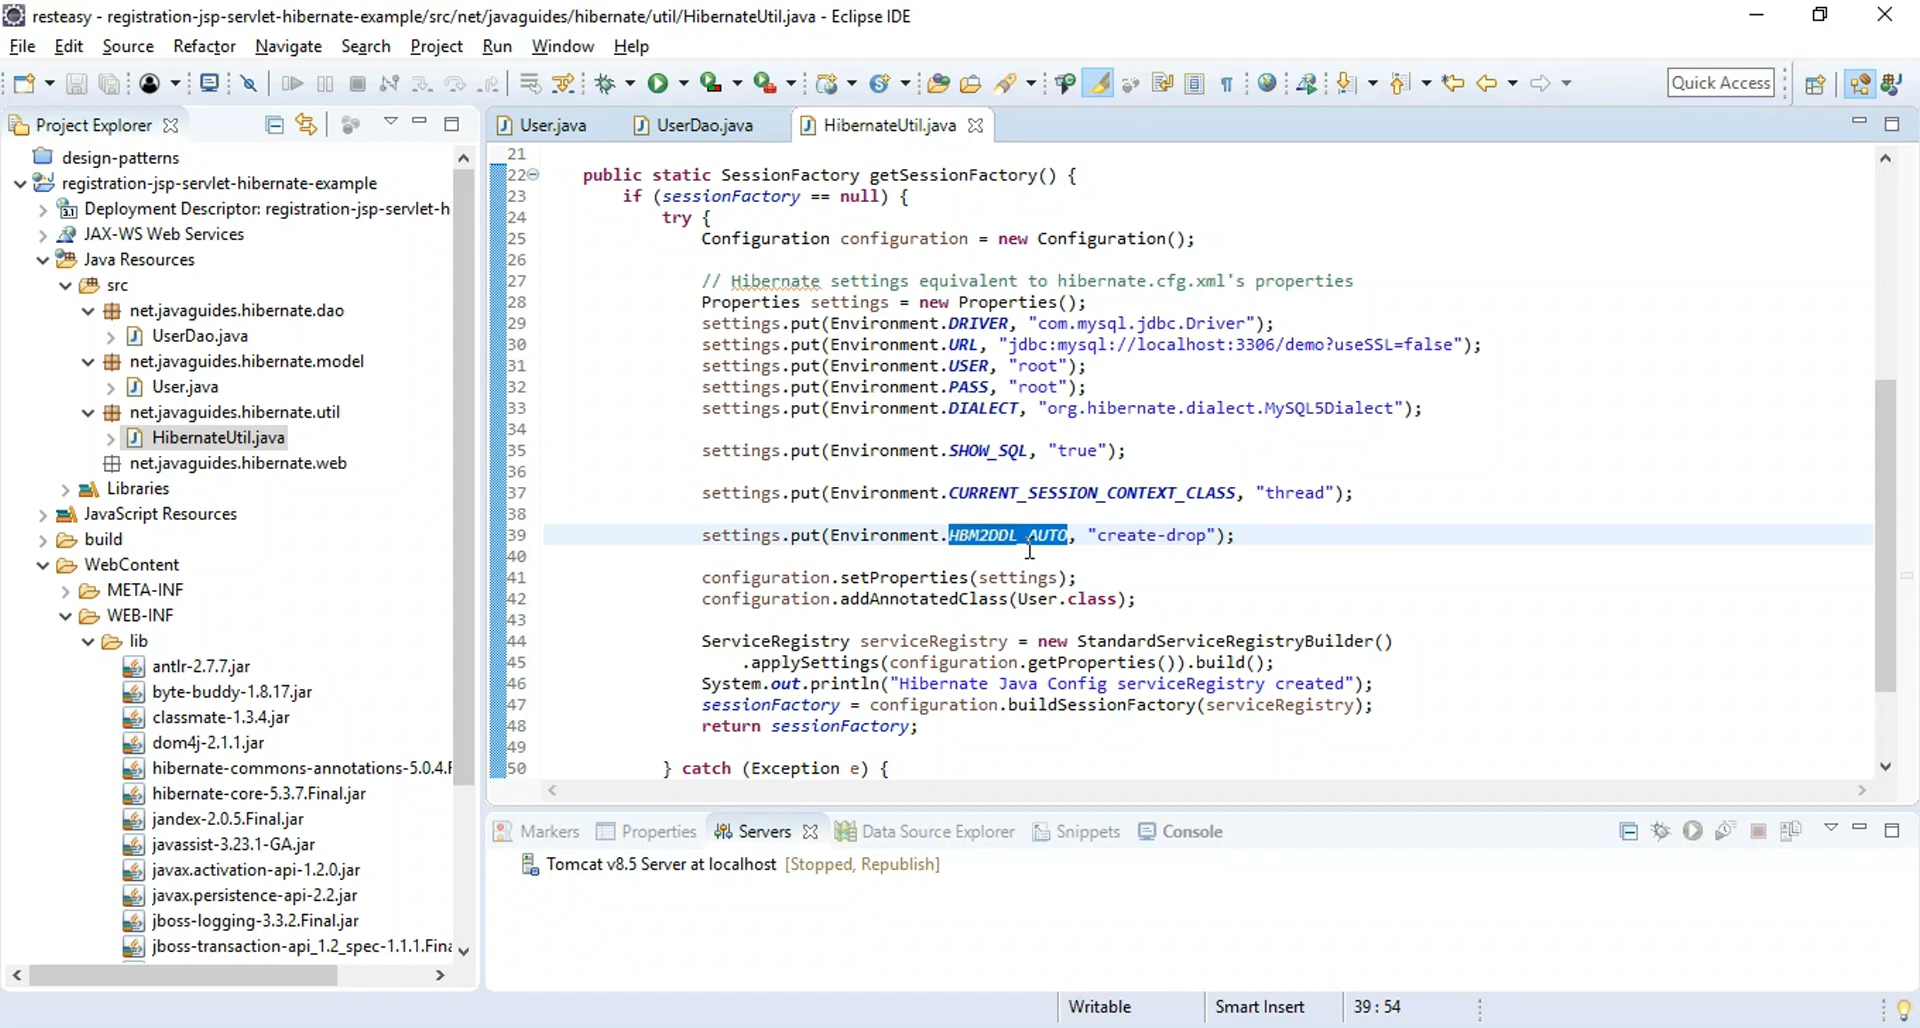 resteasy - registration-jsp-servlet-hibernate-example/src/net/javaguides/hibernate/util/HibernateUtil.java - Eclipse IDE
File Edit Source Refactor Navigate Search Project Run Window Help
Quick Access
Project Explorer
User.java UserDao.java HibernateUtil.java
design-patterns
registration-jsp-servlet-hibernate-example
Deployment Descriptor: registration-jsp-servlet-h
JAX-WS Web Services
Java Resources
src
net.javaguides.hibernate.dao
UserDao.java
net.javaguides.hibernate.model
User.java
net.javaguides.hibernate.util
HibernateUtil.java
net.javaguides.hibernate.web
Libraries
JavaScript Resources
build
WebContent
META-INF
WEB-INF
lib
antlr-2.7.7.jar
byte-buddy-1.8.17.jar
classmate-1.3.4.jar
dom4j-2.1.1.jar
hibernate-commons-annotations-5.0.4.F
hibernate-core-5.3.7.Final.jar
jandex-2.0.5.Final.jar
javassist-3.23.1-GA.jar
javax.activation-api-1.2.0.jar
javax.persistence-api-2.2.jar
jboss-logging-3.3.2.Final.jar
jboss-transaction-api_1.2_spec-1.1.1.Fina
21
22 public static SessionFactory getSessionFactory() {
23 if (sessionFactory == null) {
24 try {
25 Configuration configuration = new Configuration();
26
27 // Hibernate settings equivalent to hibernate.cfg.xml's properties
28 Properties settings = new Properties();
29 settings.put(Environment.DRIVER, "com.mysql.jdbc.Driver");
30 settings.put(Environment.URL, "jdbc:mysql://localhost:3306/demo?useSSL=false");
31 settings.put(Environment.USER, "root");
32 settings.put(Environment.PASS, "root");
33 settings.put(Environment.DIALECT, "org.hibernate.dialect.MySQL5Dialect");
34
35 settings.put(Environment.SHOW_SQL, "true");
36
37 settings.put(Environment.CURRENT_SESSION_CONTEXT_CLASS, "thread");
38
39 settings.put(Environment.HBM2DDL_AUTO, "create-drop");
40
41 configuration.setProperties(settings);
42 configuration.addAnnotatedClass(User.class);
43
44 ServiceRegistry serviceRegistry = new StandardServiceRegistryBuilder()
45 .applySettings(configuration.getProperties()).build();
46 System.out.println("Hibernate Java Config serviceRegistry created");
47 sessionFactory = configuration.buildSessionFactory(serviceRegistry);
48 return sessionFactory;
49
50 } catch (Exception e) {
Markers Properties Servers Data Source Explorer Snippets Console
Tomcat v8.5 Server at localhost [Stopped, Republish]
Writable Smart Insert 39 : 54